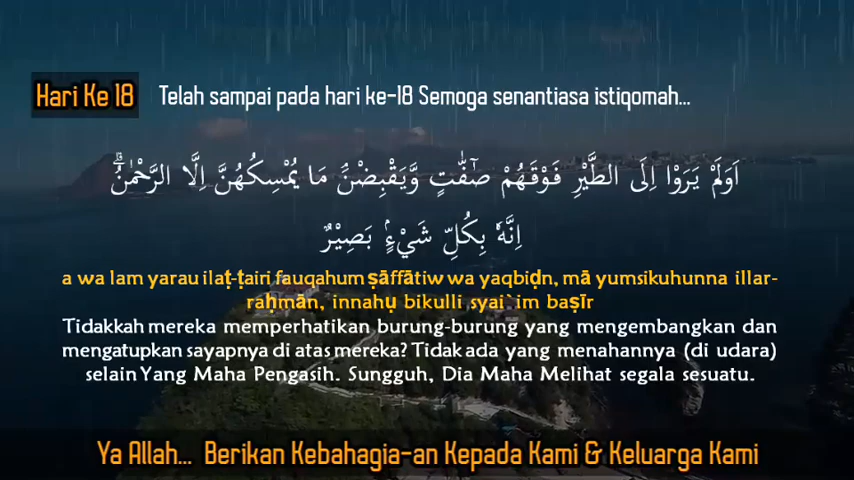 Hari Ke 18
Telah sampai pada hari ke-18 Semoga senantiasa istiqomah...
اَوَلَمْ يَرَوْا اِلَى الطَّيْرِ فَوْقَهُمْ صٰۤفّٰتٍ وَّيَقْبِضْنَۘ مَا يُمْسِكُهُنَّ اِلَّا الرَّحْمٰنُۗ
اِنَّهٗ بِكُلِّ شَيْءٍۢ بَصِيْرٌ
a wa lam yarau ilaṭ-ṭairi fauqahum ṣāffātiw wa yaqbiḍn, mā yumsikuhunna illar-
raḥmān, innahụ bikulli syai`im baṣīr
Tidakkah mereka memperhatikan burung-burung yang mengembangkan dan
mengatupkan sayapnya di atas mereka? Tidak ada yang menahannya (di udara)
selain Yang Maha Pengasih. Sungguh, Dia Maha Melihat segala sesuatu.
Ya Allah... Berikan Kebahagia-an Kepada Kami & Keluarga Kami